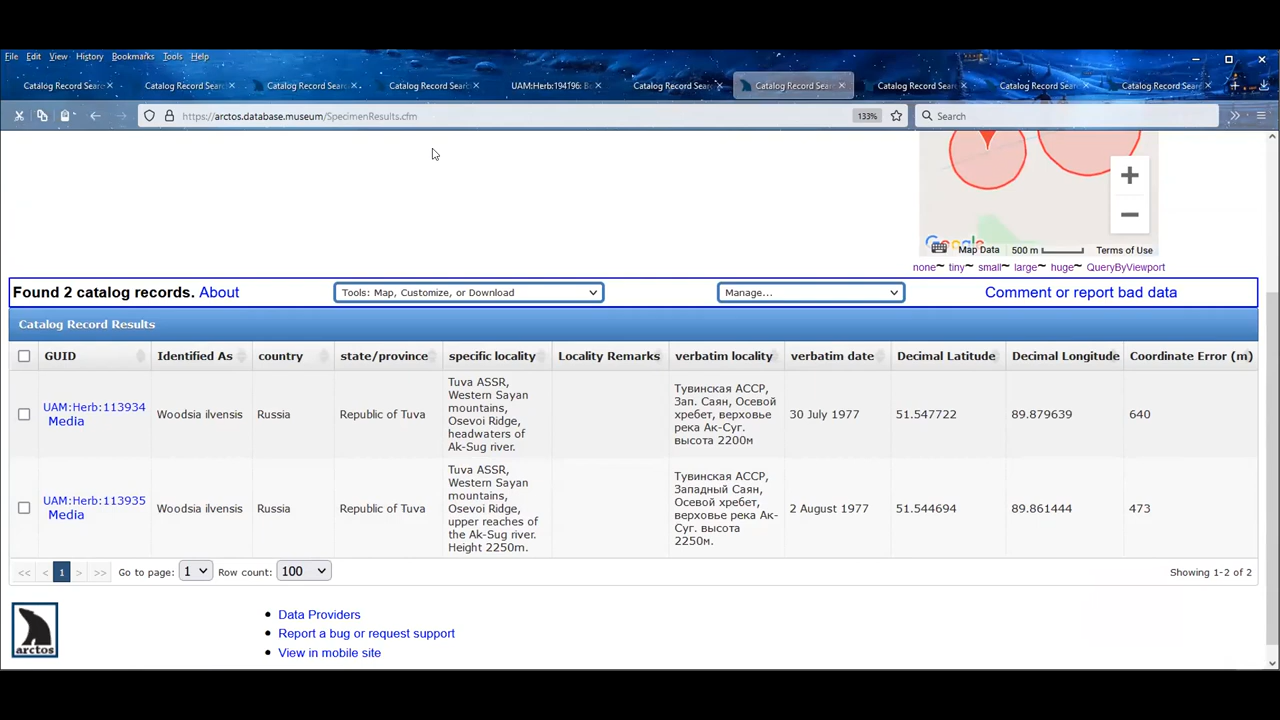 File Edit View History Bookmarks Tools Help
Catalog Record Sear
Catalog Record Sear
Catalog Record Sear
Catalog Record Sear
UAM:Herb:194196: B
Catalog Record Sear
Catalog Record Sear
Catalog Record Sear
Catalog Record Sear
Catalog Record Sear
https://arctos.database.museum/SpecimenResults.cfm
133%
Search
Google
Map Data
500 m
Terms of Use
none~ tiny~ small~ large~ huge~ QueryByViewport
Found 2 catalog records. About
Tools: Map, Customize, or Download
Manage...
Comment or report bad data
Catalog Record Results
GUID Identified As country state/province specific locality Locality Remarks verbatim locality verbatim date Decimal Latitude Decimal Longitude Coordinate Error (m)
UAM:Herb:113934
Media
Woodsia ilvensis
Russia
Republic of Tuva
Tuva ASSR,
Western Sayan
mountains,
Osevoi Ridge,
headwaters of
Ak-Sug river.
Тувинская АССР,
Зап. Саян, Осевой
хребет, верховье
река Ак-Суг.
высота 2200м
30 July 1977
51.547722
89.879639
640
UAM:Herb:113935
Media
Woodsia ilvensis
Russia
Republic of Tuva
Tuva ASSR,
Western Sayan
mountains,
Osevoi Ridge,
upper reaches of
the Ak-Sug river.
Height 2250m.
Тувинская АССР,
Западный Саян,
Осевой хребет,
верховье река Ак-
Суг. высота
2250м.
2 August 1977
51.544694
89.861444
473
<< < 1 > >> Go to page: 1 Row count: 100
Showing 1-2 of 2
arctos
Data Providers
Report a bug or request support
View in mobile site